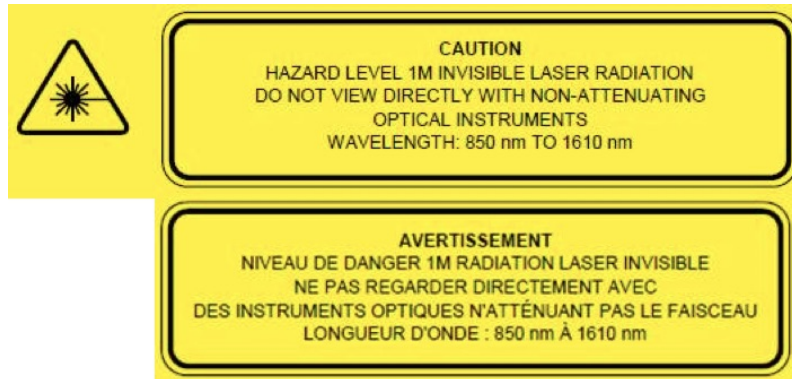 CAUTION
HAZARD LEVEL 1M INVISIBLE LASER RADIATION
DO NOT VIEW DIRECTLY WITH NON-ATTENUATING
OPTICAL INSTRUMENTS
WAVELENGTH: 850 nm TO 1610 nm
AVERTISSEMENT
NIVEAU DE DANGER 1M RADIATION LASER INVISIBLE
NE PAS REGARDER DIRECTEMENT AVEC
DES INSTRUMENTS OPTIQUES N'ATTÉNUANT PAS LE FAISCEAU
LONGUEUR D'ONDE : 850 nm À 1610 nm